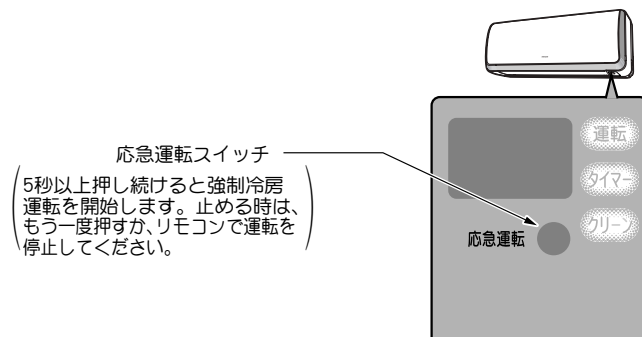 運転
タイマー
クリーン
応急運転
応急運転スイッチ
5秒以上押し続けると強制冷房
運転を開始します。止める時は、
もう一度押すか、リモコンで運転を
停止してください。